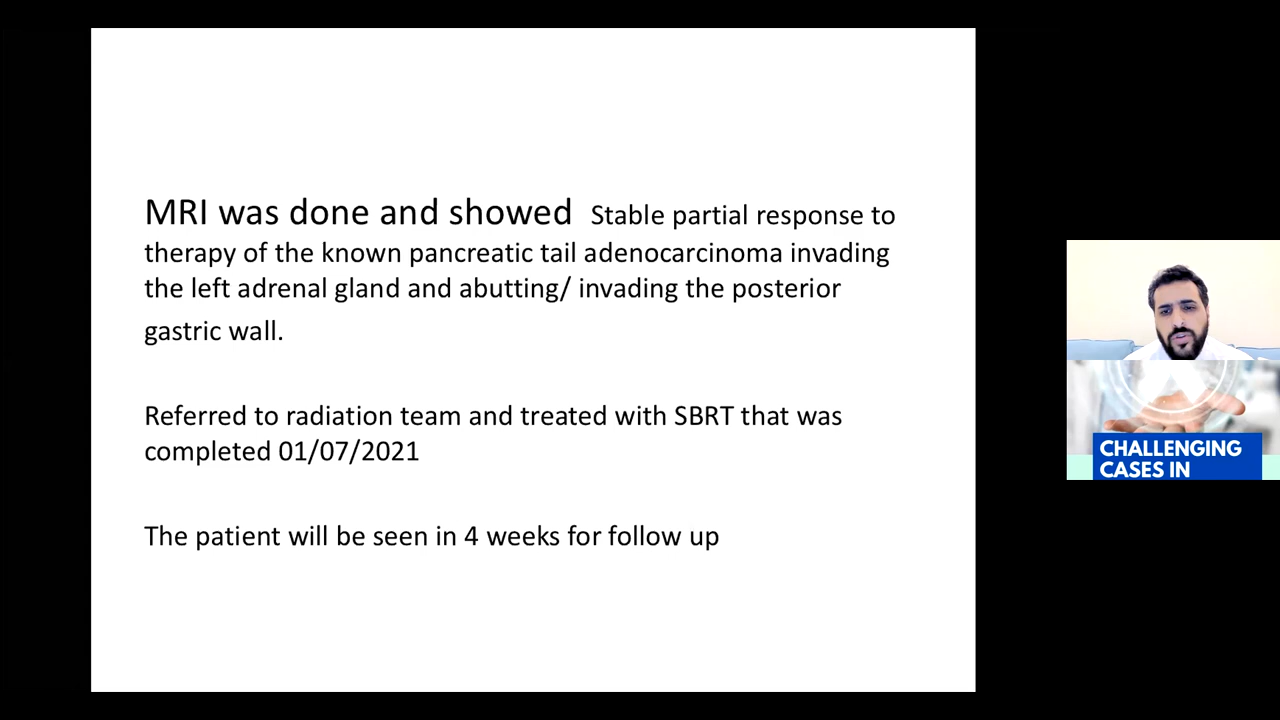 MRI was done and showed Stable partial response to
therapy of the known pancreatic tail adenocarcinoma invading
the left adrenal gland and abutting/ invading the posterior
gastric wall.
Referred to radiation team and treated with SBRT that was
completed 01/07/2021
The patient will be seen in 4 weeks for follow up
CHALLENGING
CASES IN